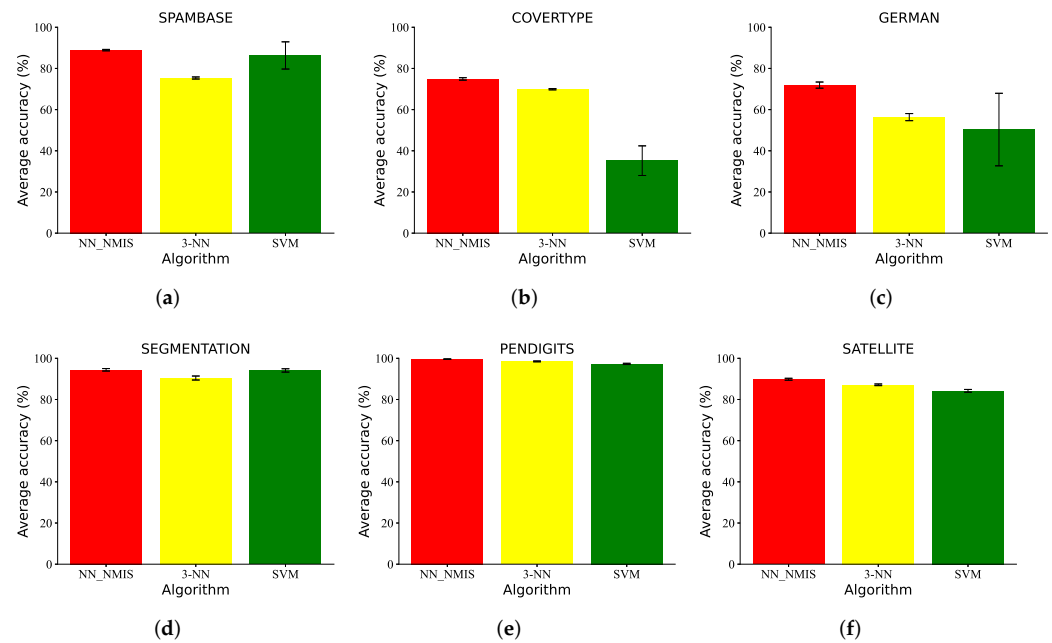 SPAMBASE
100
80
60
40
20
0
Average accuracy (%)
NN_NMIS 3-NN SVM
Algorithm
(a)
COVERTYPE
100
80
60
40
20
0
Average accuracy (%)
NN_NMIS 3-NN SVM
Algorithm
(b)
GERMAN
100
80
60
40
20
0
Average accuracy (%)
NN_NMIS 3-NN SVM
Algorithm
(c)
SEGMENTATION
100
80
60
40
20
0
Average accuracy (%)
NN_NMIS 3-NN SVM
Algorithm
(d)
PENDIGITS
100
80
60
40
20
0
Average accuracy (%)
NN_NMIS 3-NN SVM
Algorithm
(e)
SATELLITE
100
80
60
40
20
0
Average accuracy (%)
NN_NMIS 3-NN SVM
Algorithm
(f)